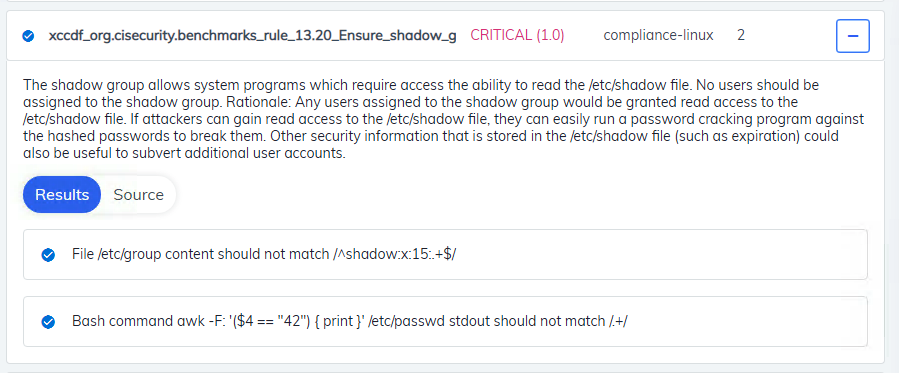 xccdf_org.cisecurity.benchmarks_rule_13.20_Ensure_shadow_g CRITICAL (1.0) compliance-linux 2
The shadow group allows system programs which require access the ability to read the /etc/shadow file. No users should be
assigned to the shadow group. Rationale: Any users assigned to the shadow group would be granted read access to the
/etc/shadow file. If attackers can gain read access to the /etc/shadow file, they can easily run a password cracking program against
the hashed passwords to break them. Other security information that is stored in the /etc/shadow file (such as expiration) could
also be useful to subvert additional user accounts.
Results Source
File /etc/group content should not match /^shadow:x:15:.+$/
Bash command awk -F: '($4 == "42") { print }' /etc/passwd stdout should not match /.+/